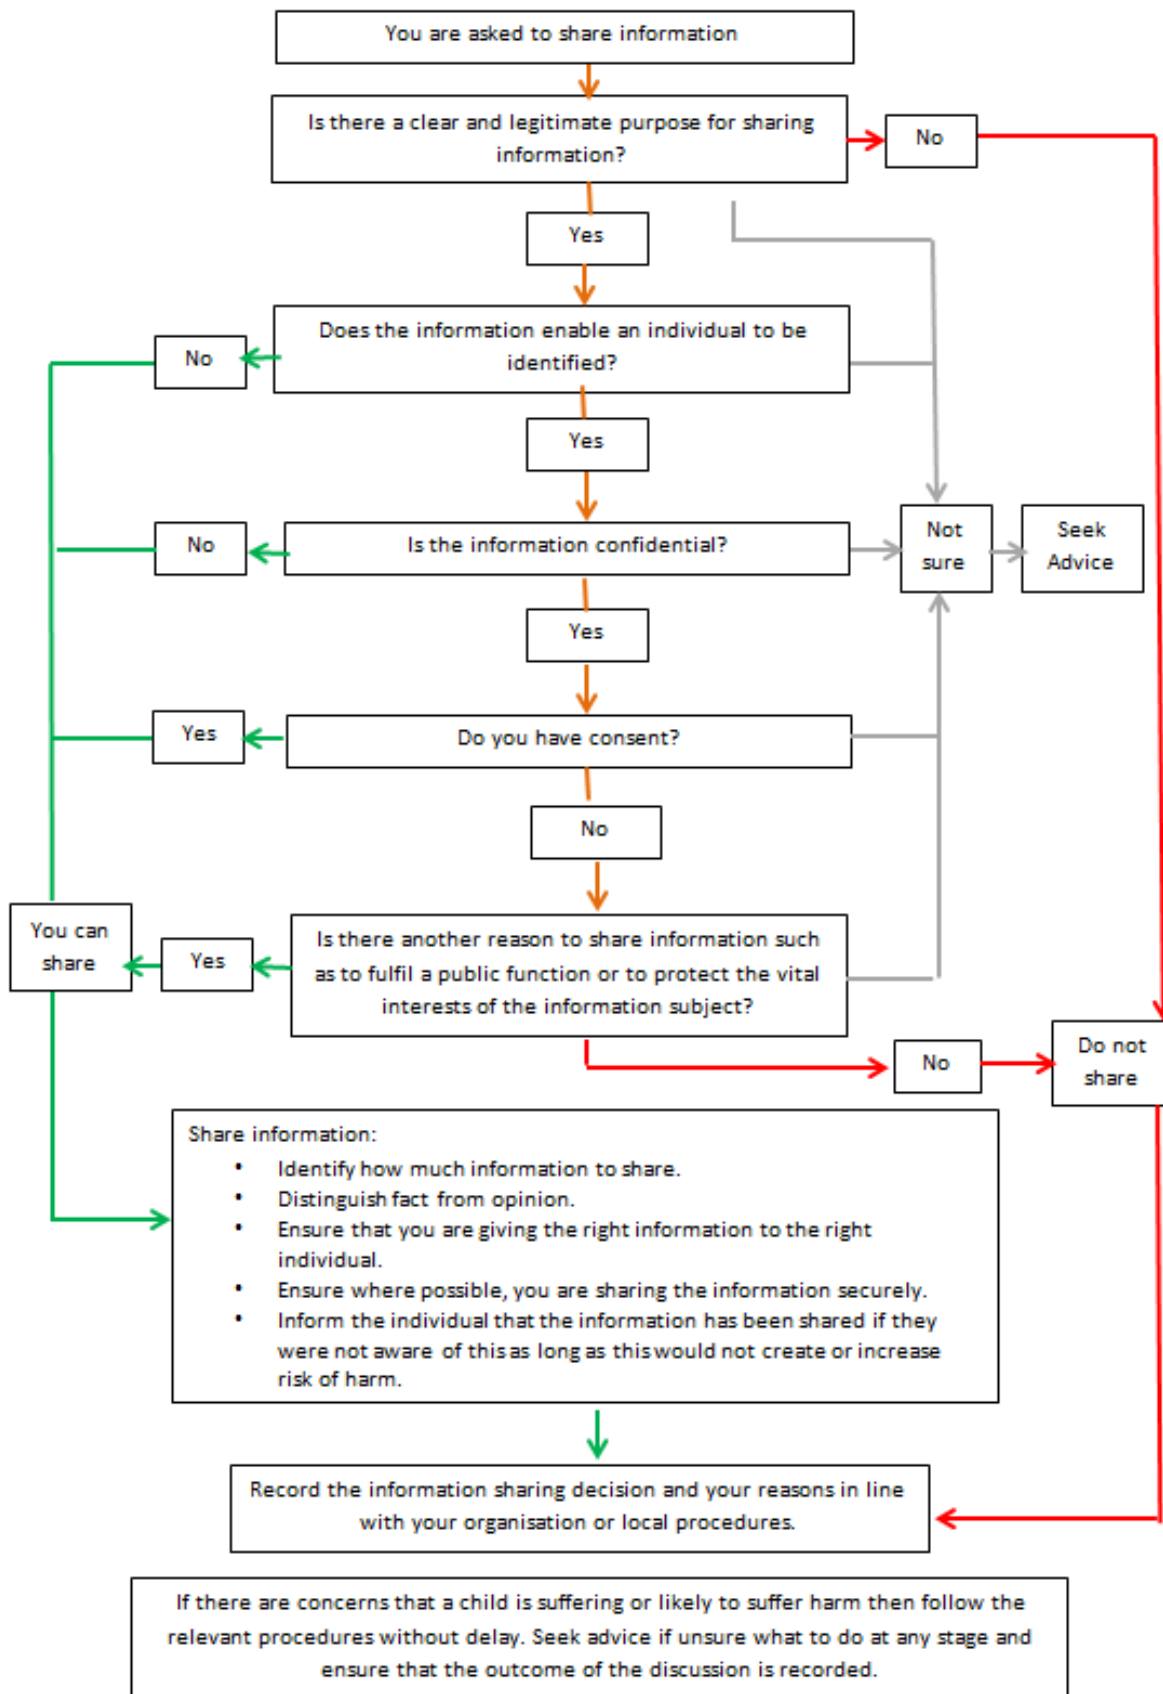 You are asked to share information
Is there a clear and legitimate purpose for sharing
information?
No
Yes
Does the information enable an individual to be
identified?
No
Yes
Is the information confidential?
No
Not
sure
Seek
Advice
Yes
Do you have consent?
Yes
No
Is there another reason to share information such
as to fulfil a public function or to protect the vital
interests of the information subject?
Yes
You can
share
No
Do not
share
Share information:
• Identify how much information to share.
• Distinguish fact from opinion.
• Ensure that you are giving the right information to the right
individual.
• Ensure where possible, you are sharing the information securely.
• Inform the individual that the information has been shared if they
were not aware of this as long as this would not create or increase
risk of harm.
Record the information sharing decision and your reasons in line
with your organisation or local procedures.
If there are concerns that a child is suffering or likely to suffer harm then follow the
relevant procedures without delay. Seek advice if unsure what to do at any stage and
ensure that the outcome of the discussion is recorded.